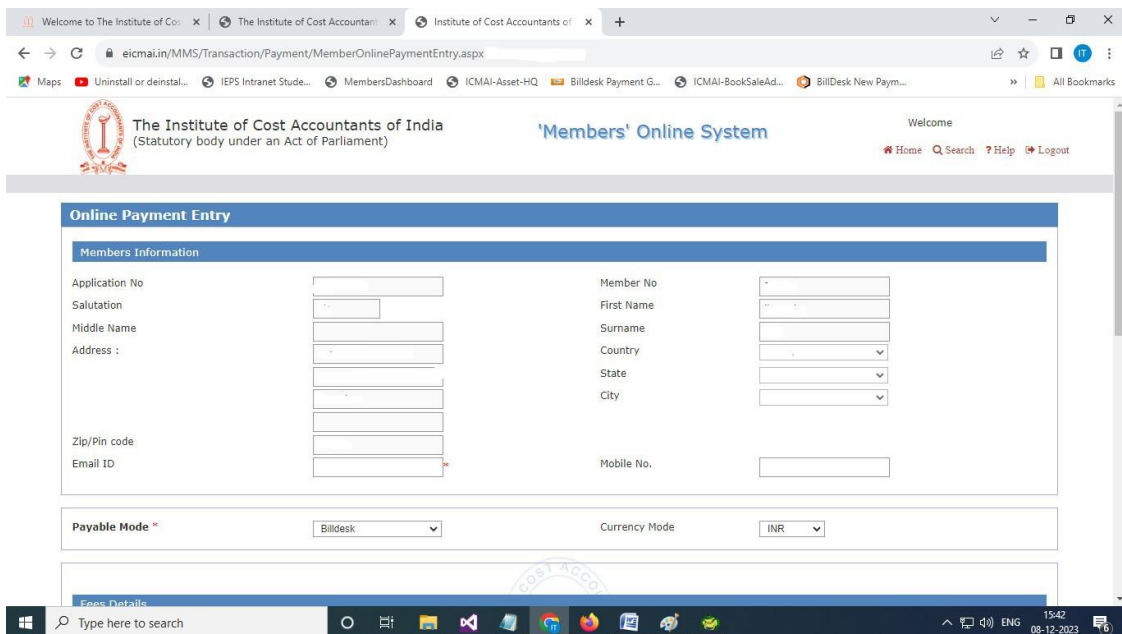 Welcome to The Institute of Cos
The Institute of Cost Accountant
Institute of Cost Accountants of
eicmai.in/MMS/Transaction/Payment/MemberOnlinePaymentEntry.aspx
IT
Maps
Uninstall or deinstal...
IEPS Intranet Stude...
MembersDashboard
ICMAI-Asset-HQ
Billdesk Payment G...
ICMAI-BookSaleAd...
BillDesk New Paym...
»
All Bookmarks
The Institute of Cost Accountants of India
(Statutory body under an Act of Parliament)
'Members' Online System
Welcome
Home Search ? Help Logout
Online Payment Entry
Members Information
Application No
Member No
Salutation
First Name
Middle Name
Surname
Address :
Country
State
City
Zip/Pin code
Email ID *
Mobile No.
Payable Mode *
Billdesk
Currency Mode
INR
COST ACCO
Fees Details
Type here to search
ENG
15:42
08-12-2023